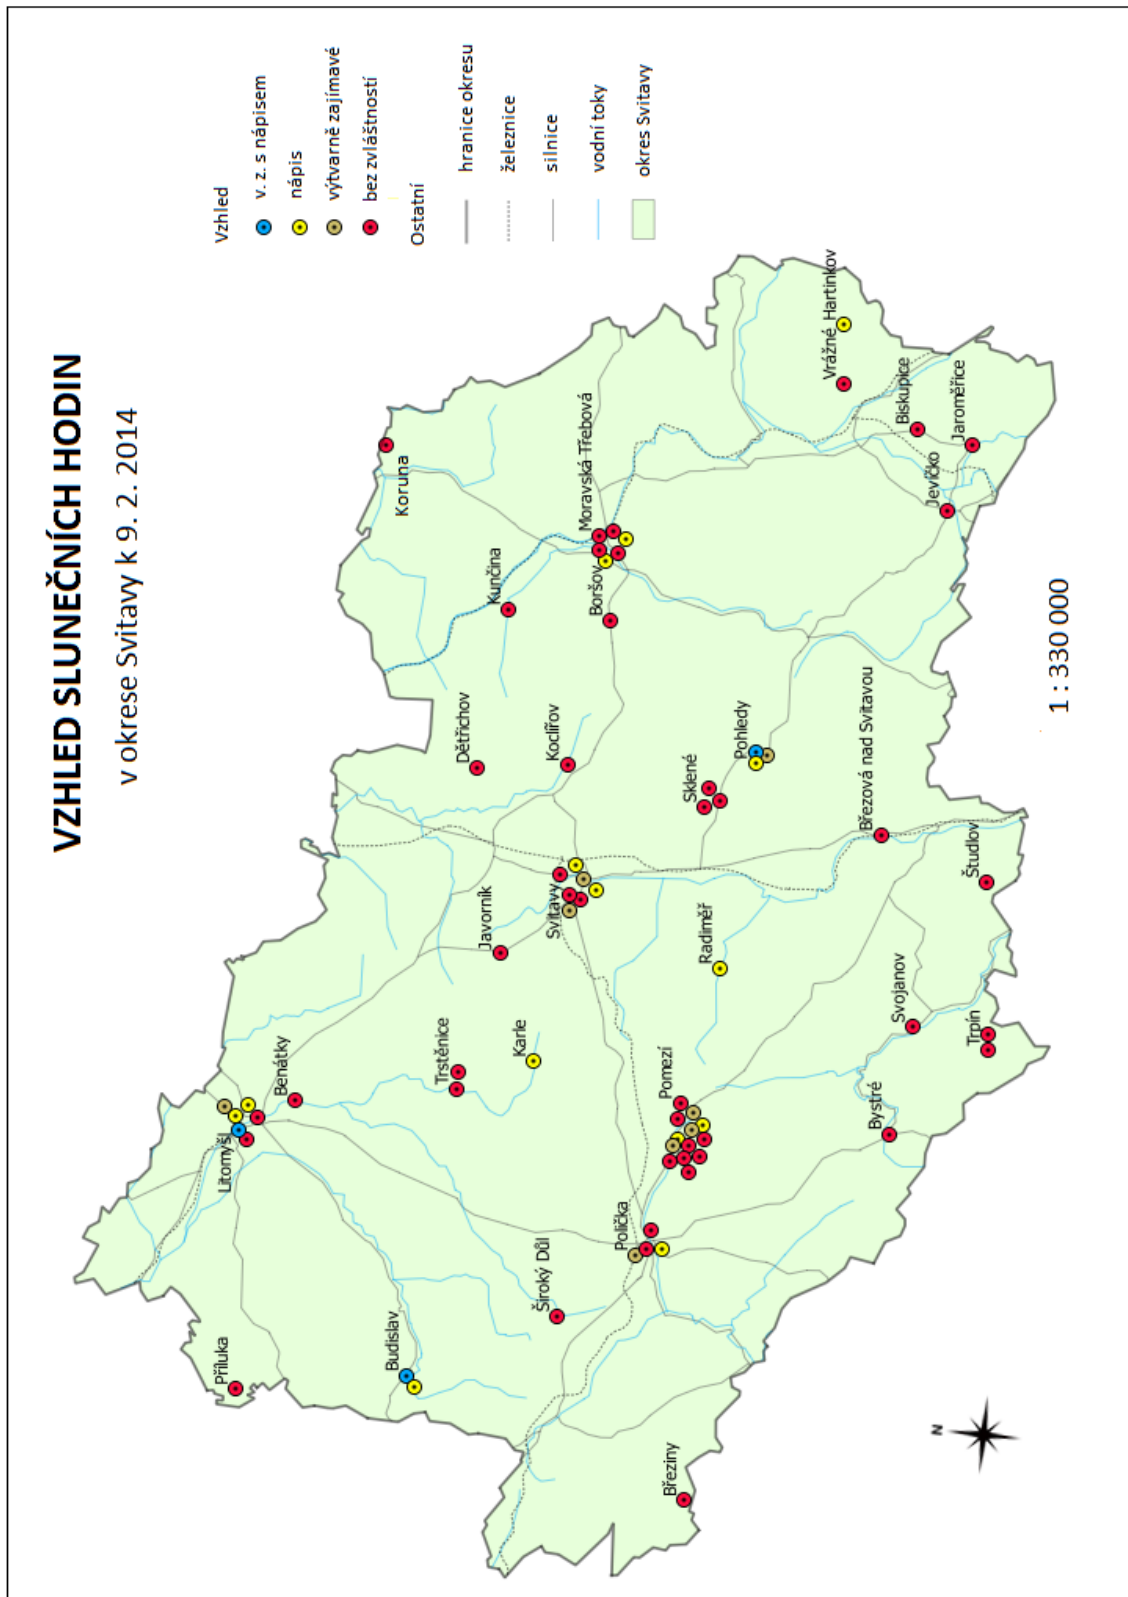 VZHLED SLUNEČNÍCH HODIN
v okrese Svitavy k 9. 2. 2014
Vzhled
v. z. s nápisem
nápis
výtvarně zajímavé
bez zvláštností
Ostatní
hranice okresu
železnice
silnice
vodní toky
okres Svitavy
Příluka
Litomyšl
Benátky
Budislav
Trstěnice
Karle
Javorník
Dětřichov
Kunčina
Koruna
Široký Důl
Svitavy
Koclířov
Boršov
Moravská Třebová
Polička
Pomezí
Radiměř
Sklené
Pohledy
Březiny
Vrážné
Hartinkov
Biskupice
Jaroměřice
Jevíčko
Březová nad Svitavou
Bystré
Svojanov
Trpín
Študlov
N
1 : 330 000